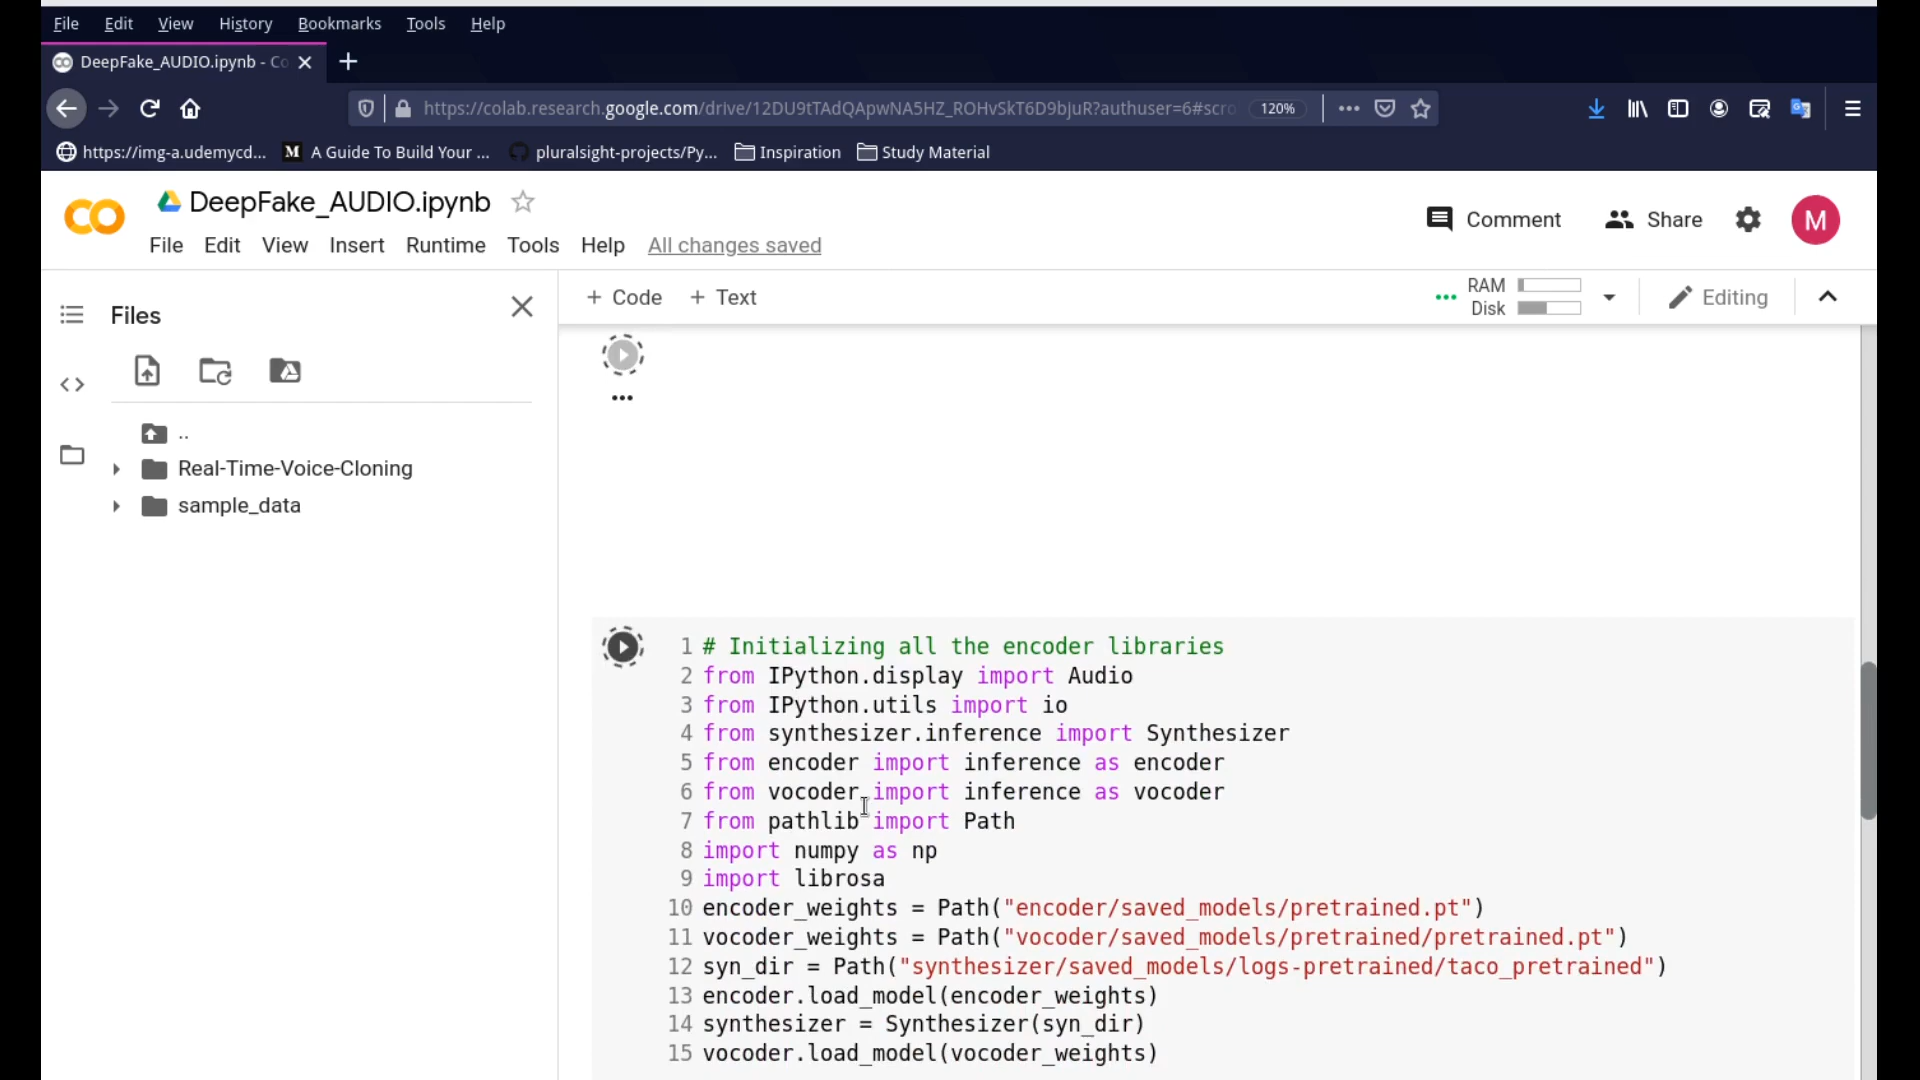 File Edit View History Bookmarks Tools Help
DeepFake_AUDIO.ipynb - Co
https://colab.research.google.com/drive/12DU9tTAdQApwNA5HZ_ROHvSkT6D9bJuR?authuser=6#scro 120%
https://img-a.udemycd... M A Guide To Build Your ... pluralsight-projects/Py... Inspiration Study Material
DeepFake_AUDIO.ipynb
Comment Share M
File Edit View Insert Runtime Tools Help All changes saved
Files
+ Code + Text
RAM
Disk
Editing
..
Real-Time-Voice-Cloning
sample_data
1 # Initializing all the encoder libraries
2 from IPython.display import Audio
3 from IPython.utils import io
4 from synthesizer.inference import Synthesizer
5 from encoder import inference as encoder
6 from vocoder import inference as vocoder
7 from pathlib import Path
8 import numpy as np
9 import librosa
10 encoder_weights = Path("encoder/saved_models/pretrained.pt")
11 vocoder_weights = Path("vocoder/saved_models/pretrained/pretrained.pt")
12 syn_dir = Path("synthesizer/saved_models/logs-pretrained/taco_pretrained")
13 encoder.load_model(encoder_weights)
14 synthesizer = Synthesizer(syn_dir)
15 vocoder.load_model(vocoder_weights)